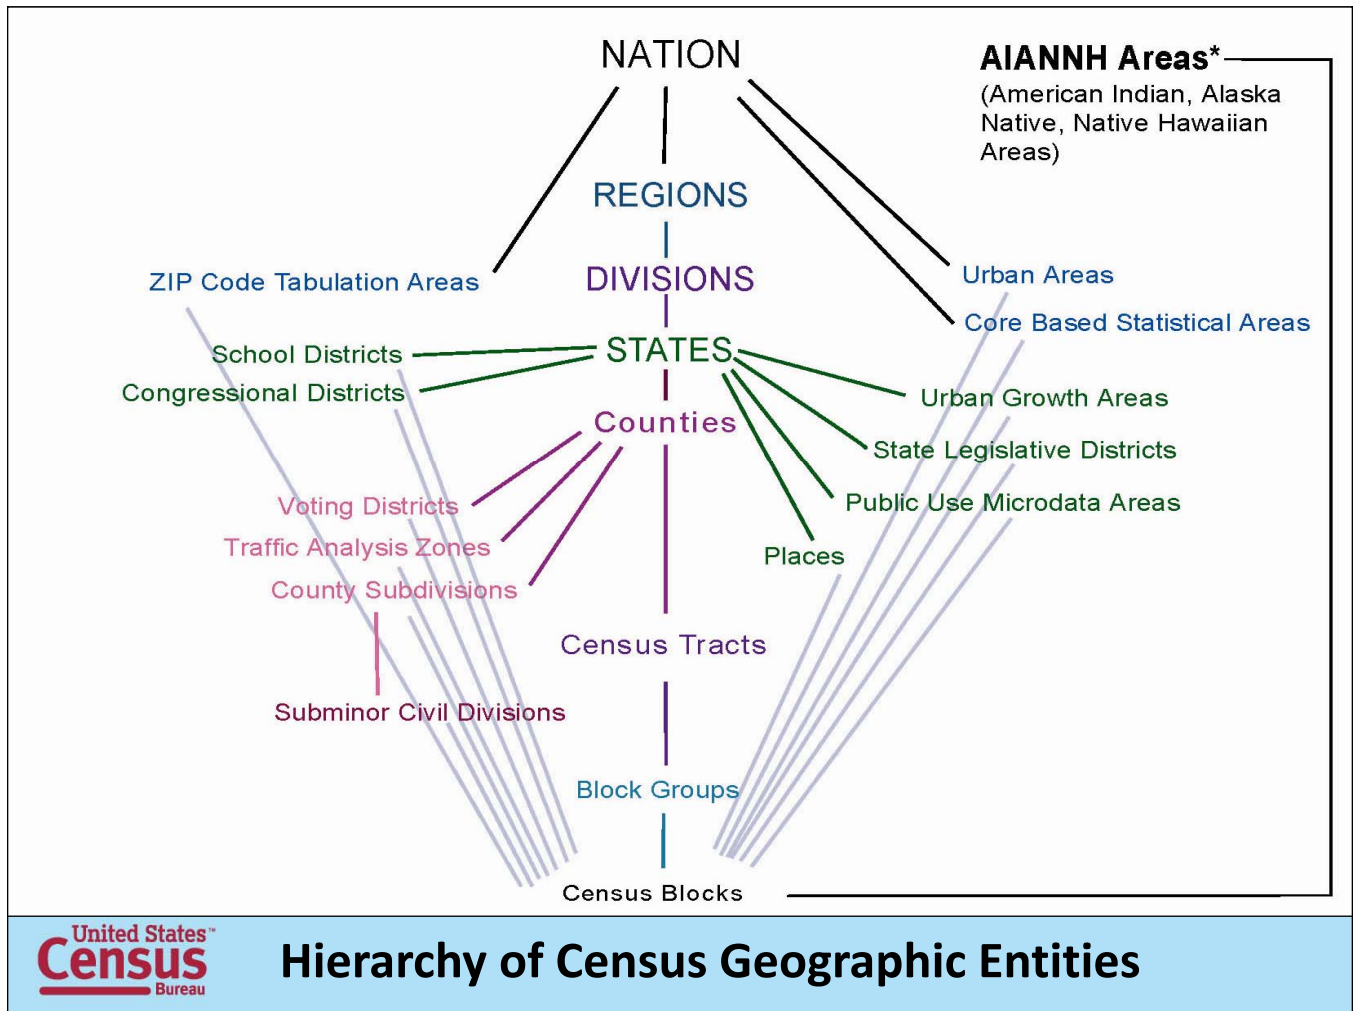 NATION
AIANNH Areas*
(American Indian, Alaska
Native, Native Hawaiian
Areas)
REGIONS
ZIP Code Tabulation Areas
DIVISIONS
Urban Areas
Core Based Statistical Areas
School Districts
STATES
Congressional Districts
Urban Growth Areas
Counties
State Legislative Districts
Voting Districts
Public Use Microdata Areas
Traffic Analysis Zones
Places
County Subdivisions
Census Tracts
Subminor Civil Divisions
Block Groups
Census Blocks
United States™
Census
Bureau
Hierarchy of Census Geographic Entities